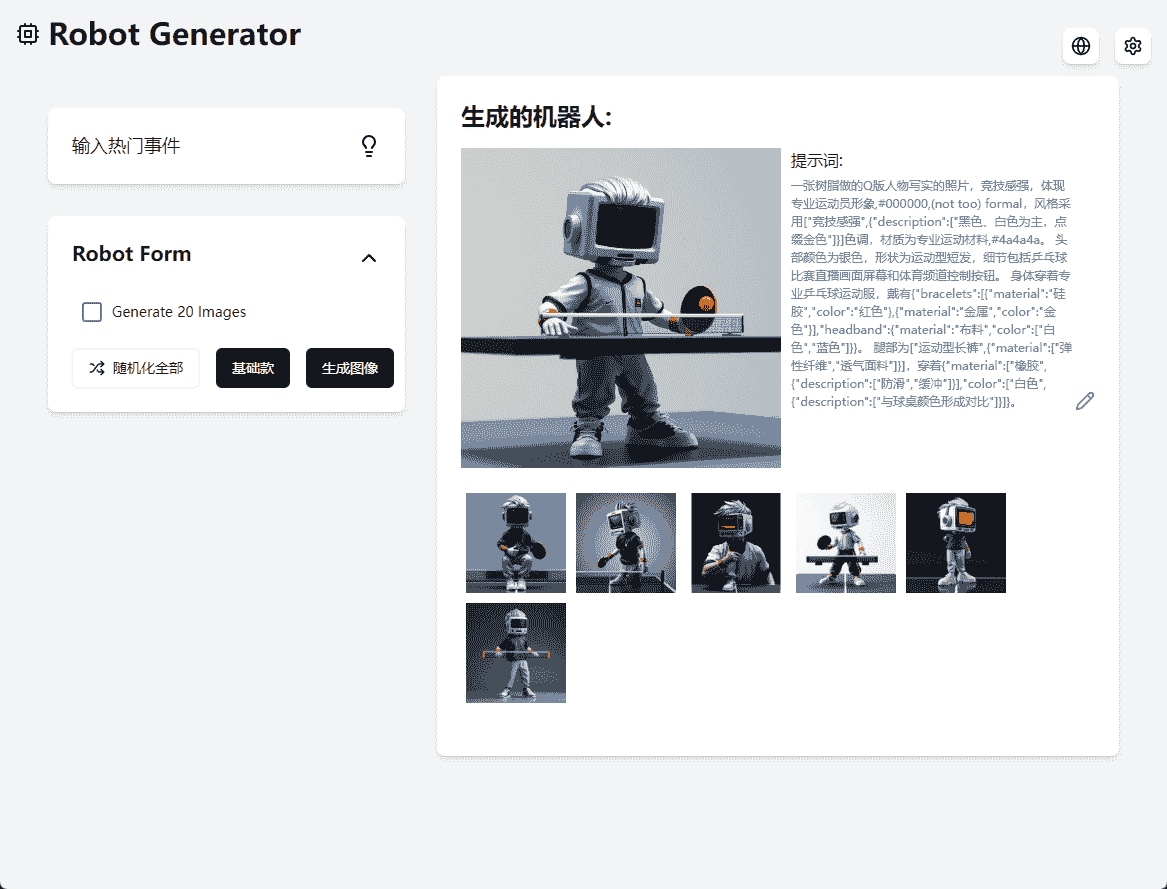 Robot Generator
输入热门事件
Robot Form
Generate 20 Images
随机化全部
基础款
生成图像
生成的机器人:
提示词:
一张树脂做的Q版人物写实的照片，竞技感强，体现
专业运动员形象,#000000,(not too) formal，风格采
用["竞技感强",{"description":["黑色、白色为主，点
缀金色"]}]色调，材质为专业运动材料,#4a4a4a。 头
部颜色为银色，形状为运动型短发，细节包括乒乓球
比赛直播画面屏幕和体育频道控制按钮。 身体穿着专
业乒乓球运动服，戴有{"bracelets":[{"material":"硅
胶","color":"红色"},{"material":"金属","color":"金
色"}],"headband":{"material":"布料","color":["白
色","蓝色"]}}。 腿部为["运动型长裤",{"material":["弹
性纤维","透气面料"]}]，穿着{"material":["橡胶",
{"description":["防滑","缓冲"]}],"color":["白色",
{"description":["与球桌颜色形成对比"]}]}。